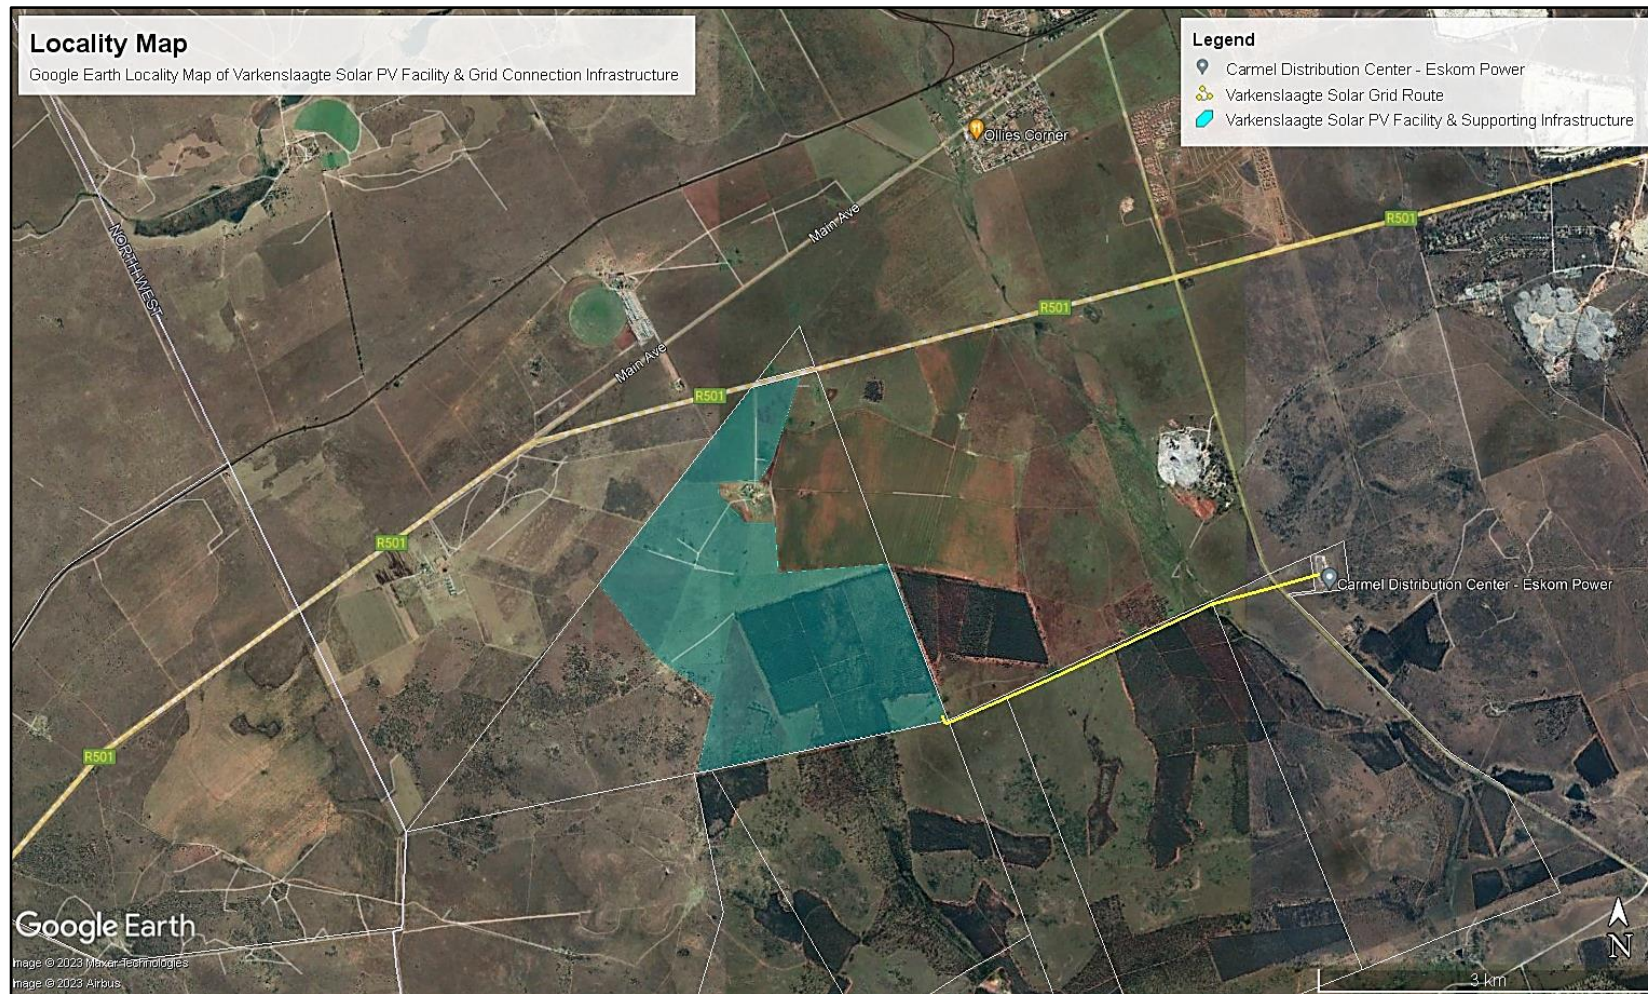 Locality Map
Google Earth Locality Map of Varkenslaagte Solar PV Facility & Grid Connection Infrastructure
Legend
Carmel Distribution Center - Eskom Power
Varkenslaagte Solar Grid Route
Varkenslaagte Solar PV Facility & Supporting Infrastructure
Ollies Corner
R501
Main Ave
NORTH WEST
R501
Main Ave
R501
R501
Carmel Distribution Center - Eskom Power
R501
Google Earth
Image © 2023 Maxar Technologies
Image © 2023 Airbus
N
3 km